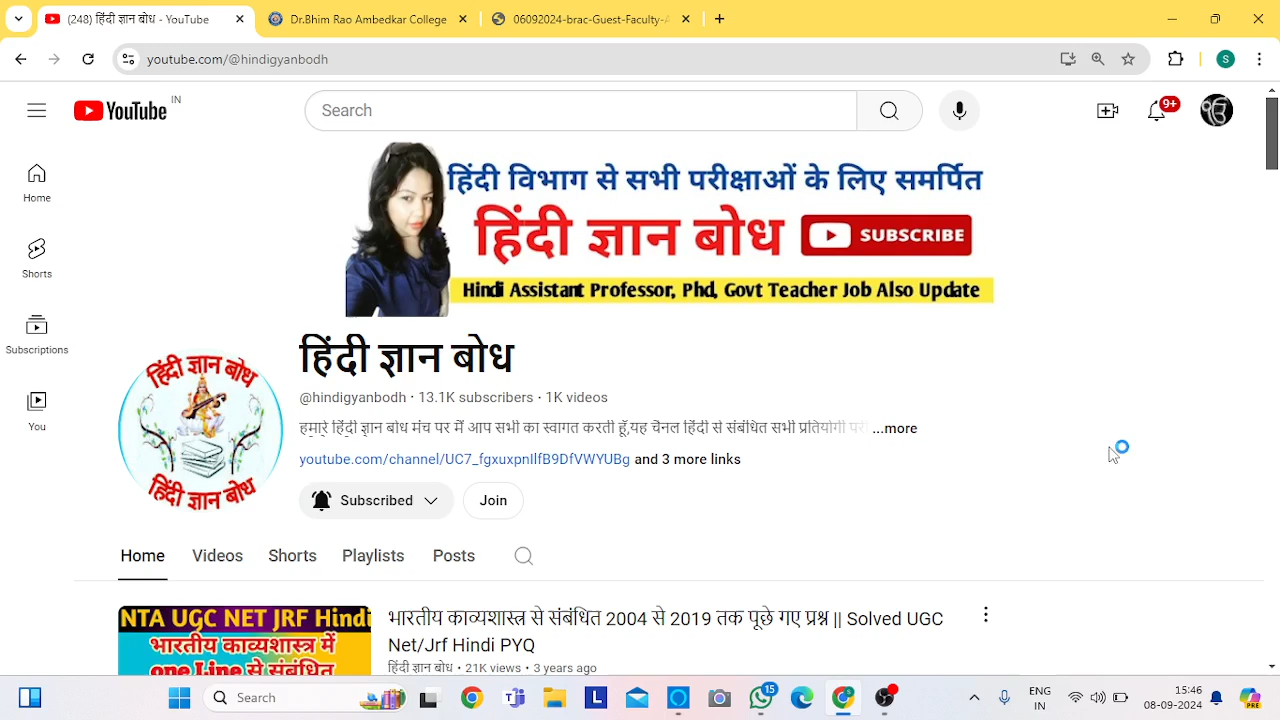 (248) हिंदी ज्ञान बोध - YouTube
Dr.Bhim Rao Ambedkar College
06092024-brac-Guest-Faculty-A
youtube.com/@hindigyanbodh
S
YouTube IN
Search
9+
Home
Shorts
Subscriptions
You
हिंदी विभाग से सभी परीक्षाओं के लिए समर्पित
हिंदी ज्ञान बोध
SUBSCRIBE
Hindi Assistant Professor, Phd, Govt Teacher Job Also Update
हिंदी ज्ञान बोध
हिंदी ज्ञान बोध
हिंदी ज्ञान बोध
@hindigyanbodh · 13.1K subscribers · 1K videos
हमारे हिंदी ज्ञान बोध मंच पर मैं आप सभी का स्वागत करती हूँ,यह चैनल हिंदी से संबंधित सभी प्रतियोगी परी ...more
youtube.com/channel/UC7_fgxuxpnIlfB9DfVWYUBg and 3 more links
Subscribed
Join
Home Videos Shorts Playlists Posts
NTA UGC NET JRF Hindi
भारतीय काव्यशास्त्र में
one Line से संबंधित
भारतीय काव्यशास्त्र से संबंधित 2004 से 2019 तक पूछे गए प्रश्न || Solved UGC
Net/Jrf Hindi PYQ
हिंदी ज्ञान बोध · 21K views · 3 years ago
Search
15
ENG
IN
15:46
08-09-2024
PRE